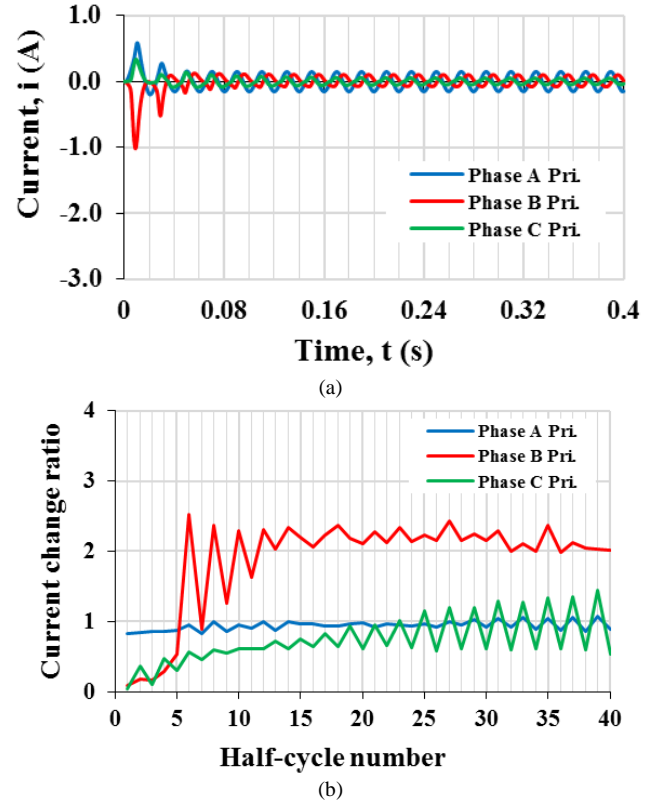 1.0
0.0
-1.0
-2.0
-3.0
Current, i (A)
Phase A Pri.
Phase B Pri.
Phase C Pri.
0 0.08 0.16 0.24 0.32 0.4
Time, t (s)
(a)
4
3
2
1
0
Current change ratio
Phase A Pri.
Phase B Pri.
Phase C Pri.
0 5 10 15 20 25 30 35 40
Half-cycle number
(b)